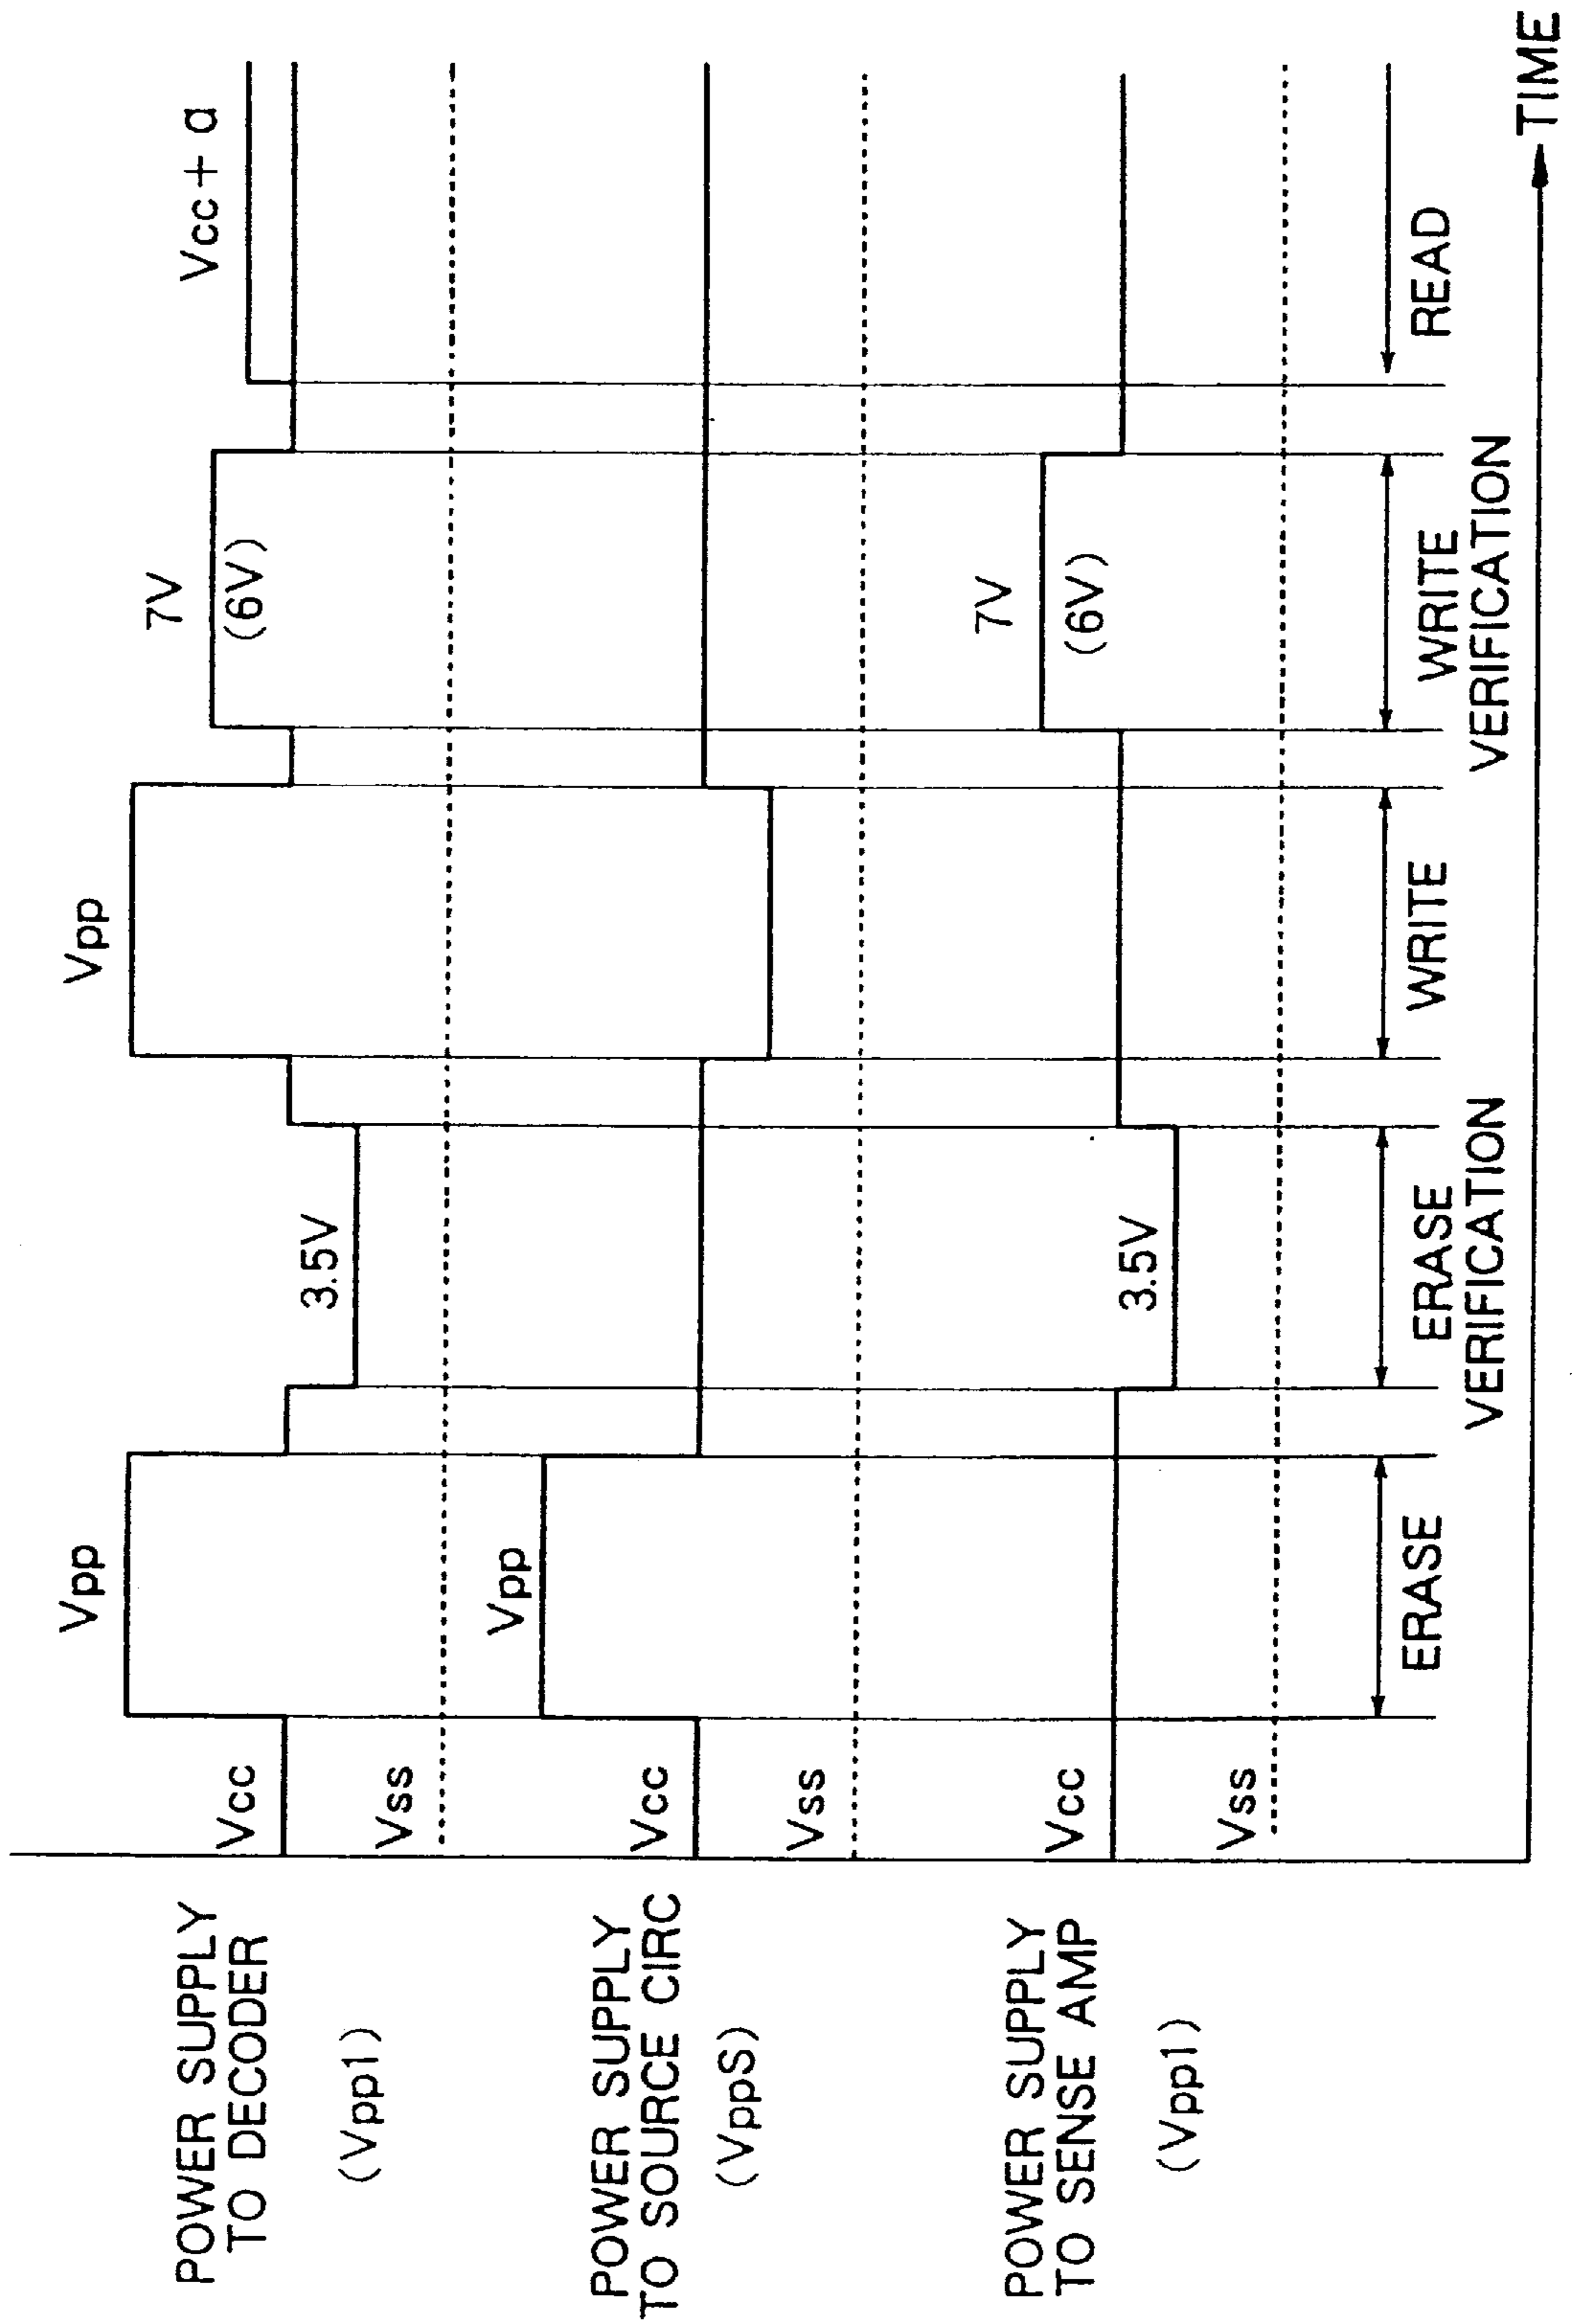 POWER SUPPLY
TO DECODER
(Vpp1)
Vcc
Vss
Vpp
3.5V
Vpp
7V
(6V)
Vcc + α
POWER SUPPLY
TO SOURCE CIRC
(VppS)
Vcc
Vss
Vpp
POWER SUPPLY
TO SENSE AMP
(Vpp1)
Vcc
Vss
3.5V
7V
(6V)
ERASE
ERASE
VERIFICATION
WRITE
WRITE
VERIFICATION
READ
TIME